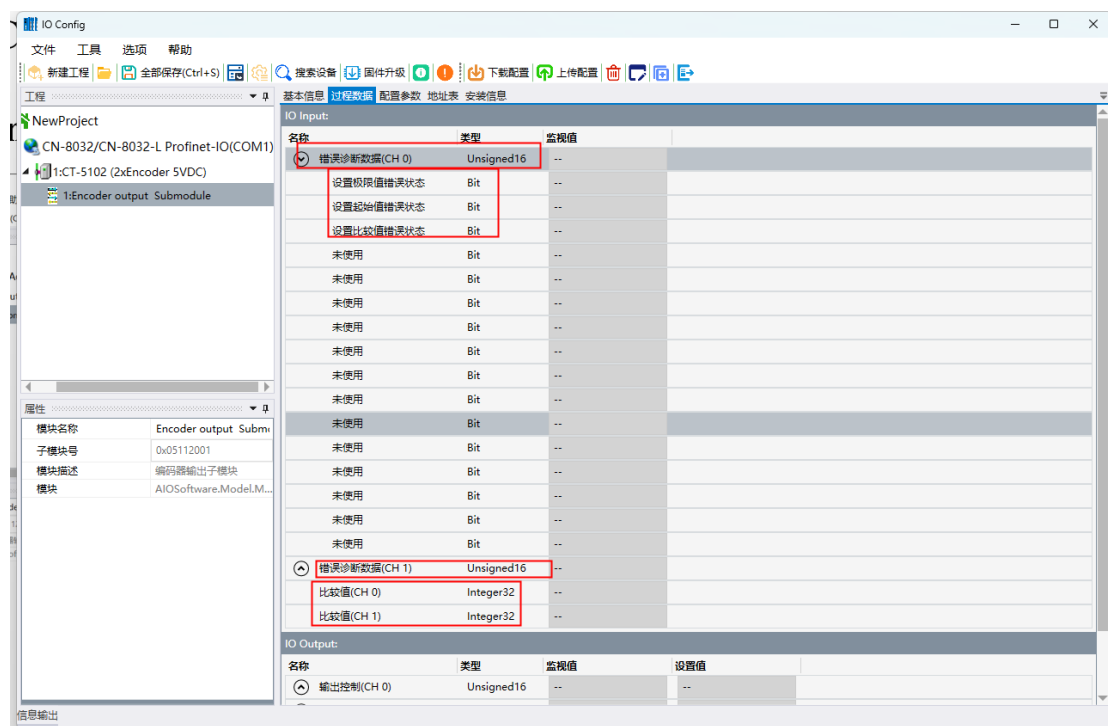 IO Config
文件 工具 选项 帮助
新建工程 全部保存(Ctrl+S) 搜索设备 固件升级 下载配置 上传配置
工程
NewProject
CN-8032/CN-8032-L Profinet-IO(COM1)
1:CT-5102 (2xEncoder 5VDC)
1:Encoder output Submodule
属性
模块名称 Encoder output Subm
子模块号 0x05112001
模块描述 编码器输出子模块
模块 AIOSoftware.Model.M...
基本信息 过程数据 配置参数 地址表 安装信息
IO Input:
名称 类型 监视值
错误诊断数据(CH 0) Unsigned16 --
设置极限值错误状态 Bit --
设置起始值错误状态 Bit --
设置比较值错误状态 Bit --
未使用 Bit --
未使用 Bit --
未使用 Bit --
未使用 Bit --
未使用 Bit --
未使用 Bit --
未使用 Bit --
未使用 Bit --
未使用 Bit --
未使用 Bit --
未使用 Bit --
未使用 Bit --
未使用 Bit --
错误诊断数据(CH 1) Unsigned16 --
比较值(CH 0) Integer32 --
比较值(CH 1) Integer32 --
IO Output:
名称 类型 监视值 设置值
输出控制(CH 0) Unsigned16 -- --
信息输出